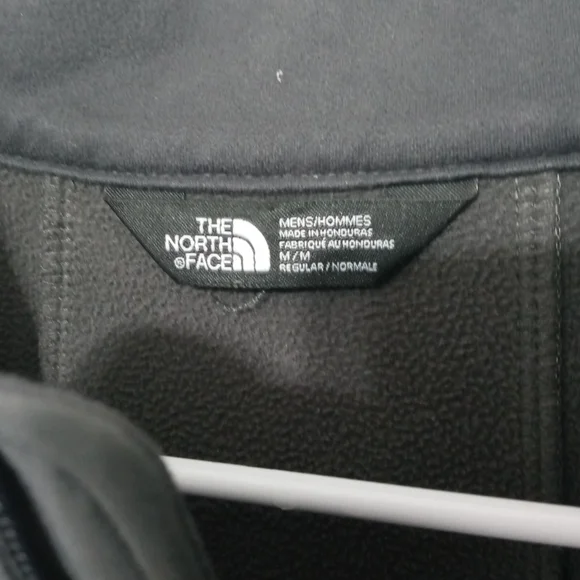 THE
NORTH
®FACE
MENS/HOMMES
MADE IN HONDURAS
FABRIQUÉ AU HONDURAS
M/M
REGULAR/NORMALE